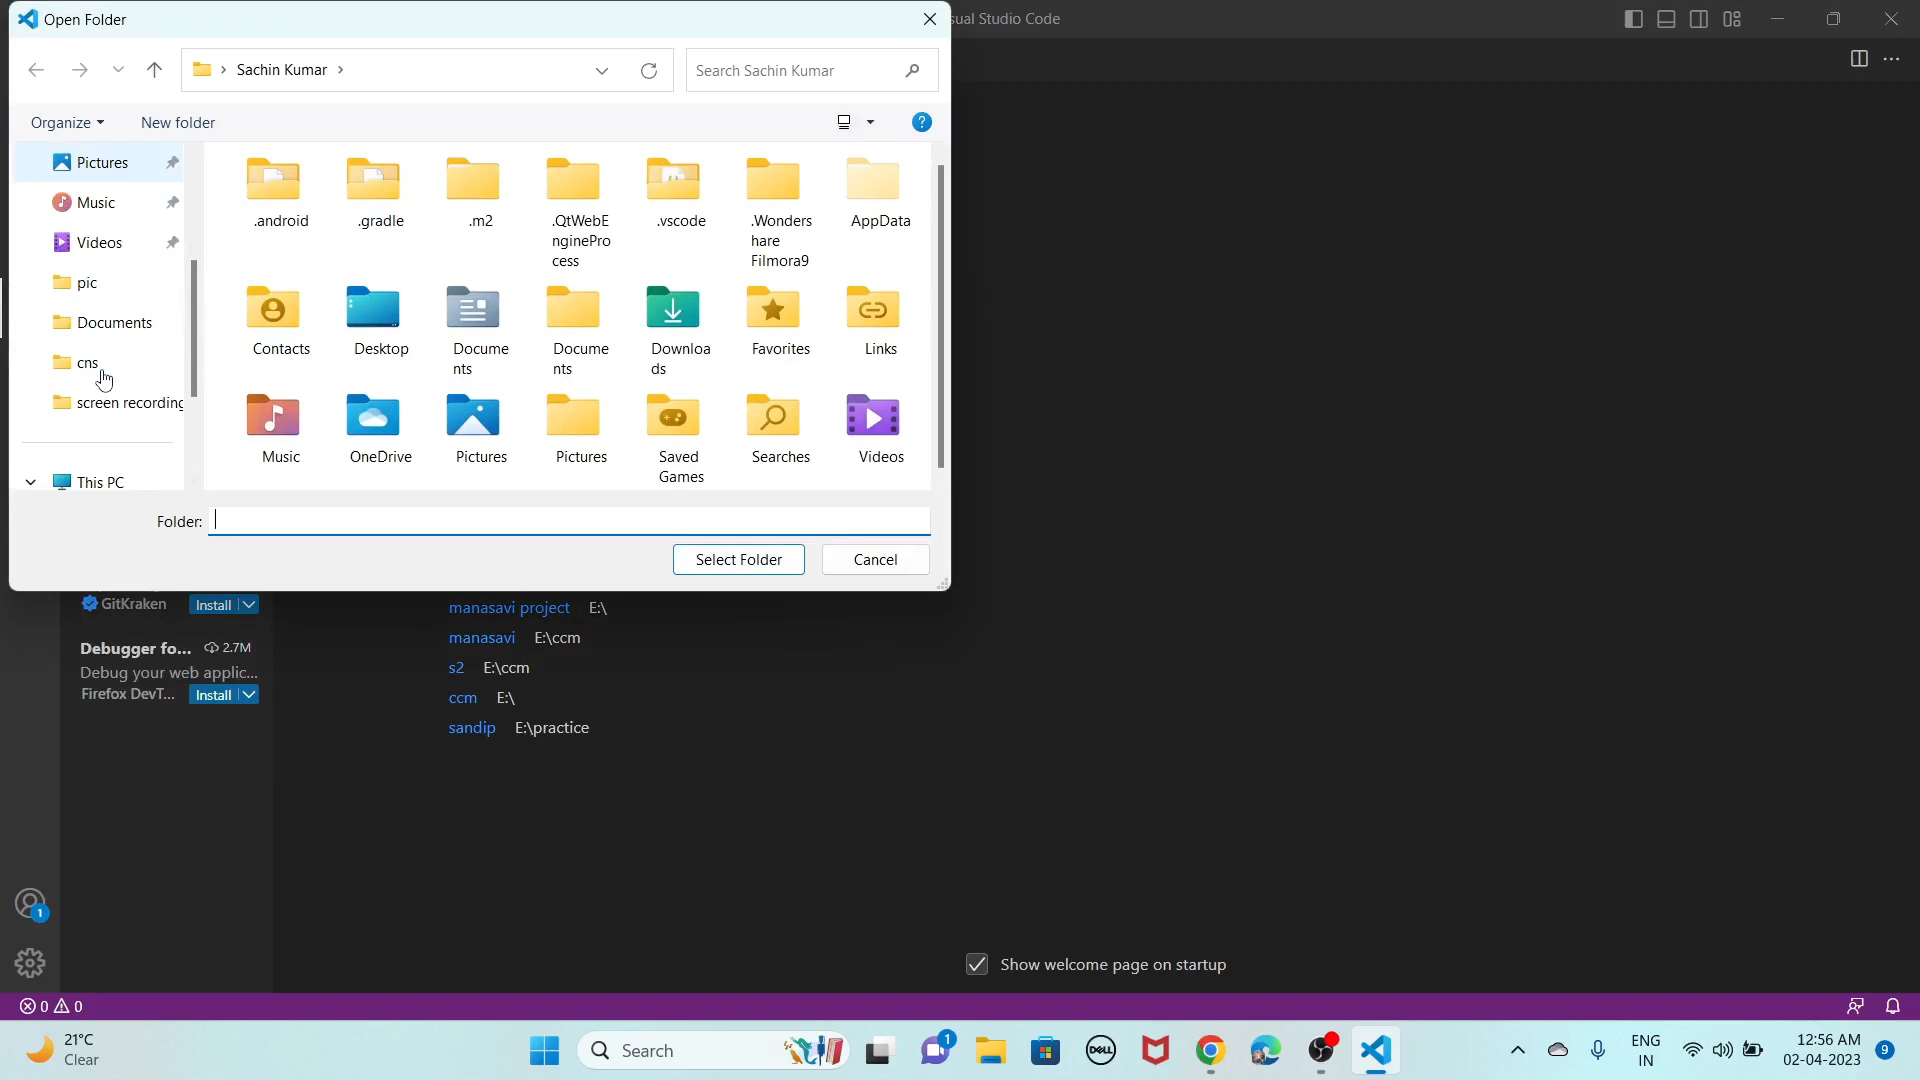 Open Folder
sual Studio Code
Sachin Kumar
Search Sachin Kumar
Organize
New folder
Pictures
Music
Videos
pic
Documents
cns
screen recording
This PC
.android
.gradle
.m2
.QtWebE
nginePro
cess
.vscode
.Wonders
hare
Filmora9
AppData
Contacts
Desktop
Docume
nts
Docume
nts
Downloa
ds
Favorites
Links
Music
OneDrive
Pictures
Pictures
Saved
Games
Searches
Videos
Folder:
Select Folder
Cancel
GitKraken
Install
Debugger fo... 2.7M
Debug your web applic...
Firefox DevT... Install
manasavi project E:\
manasavi E:\ccm
s2 E:\ccm
ccm E:\
sandip E:\practice
1
Show welcome page on startup
0 0
21°C
Clear
Search
1
DELL
ENG
IN
12:56 AM
02-04-2023
9